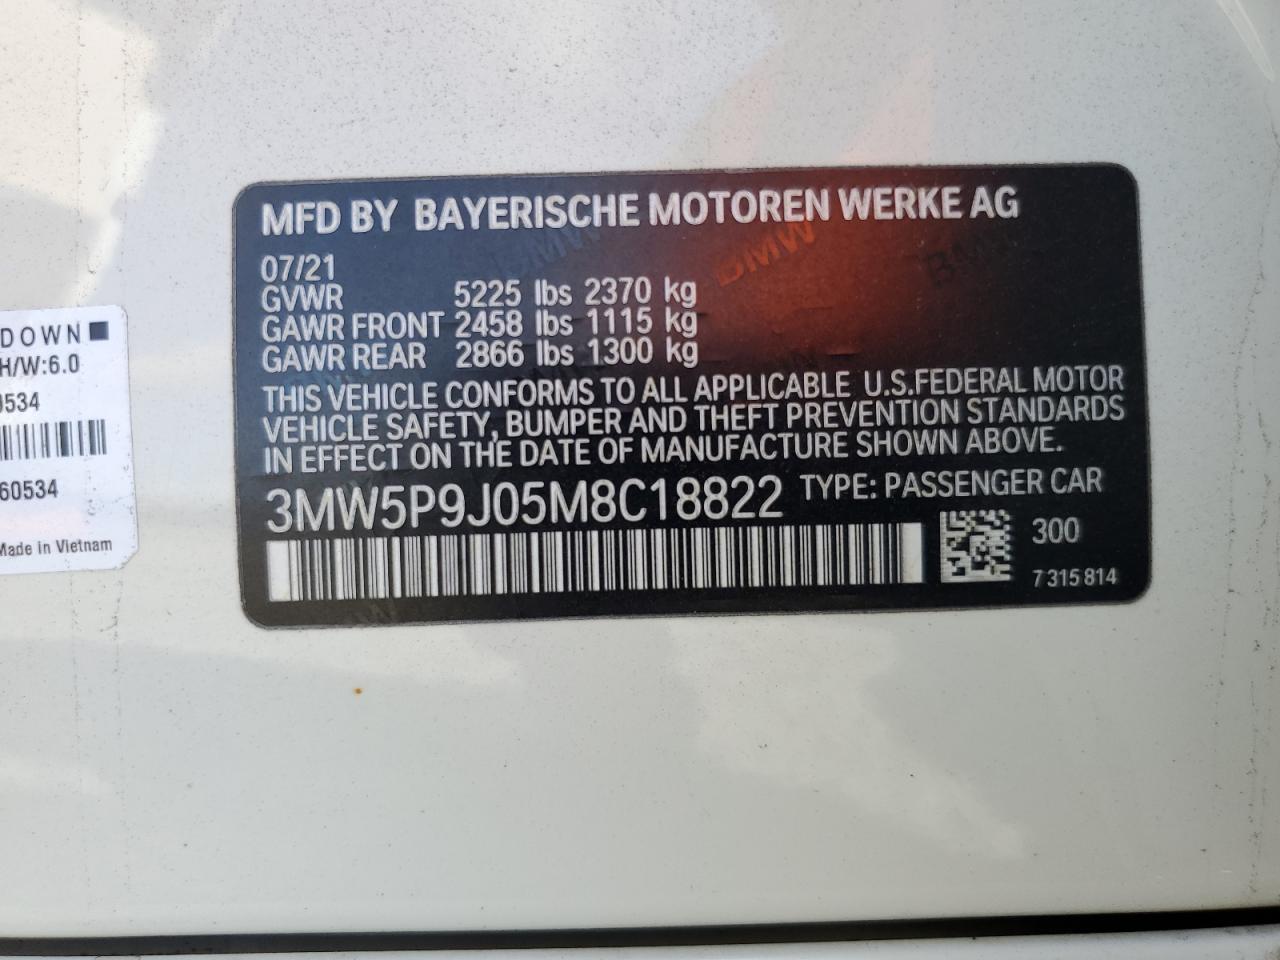 MFD BY BAYERISCHE MOTOREN WERKE AG
07/21
GVWR 5225 lbs 2370 kg
GAWR FRONT 2458 lbs 1115 kg
GAWR REAR 2866 lbs 1300 kg
THIS VEHICLE CONFORMS TO ALL APPLICABLE U.S.FEDERAL MOTOR
VEHICLE SAFETY, BUMPER AND THEFT PREVENTION STANDARDS
IN EFFECT ON THE DATE OF MANUFACTURE SHOWN ABOVE.
3MW5P9J05M8C18822 TYPE: PASSENGER CAR
300
7 315 814
BMW BMW BMW
DOWN
H/W:6.0
0534
60534
Made in Vietnam